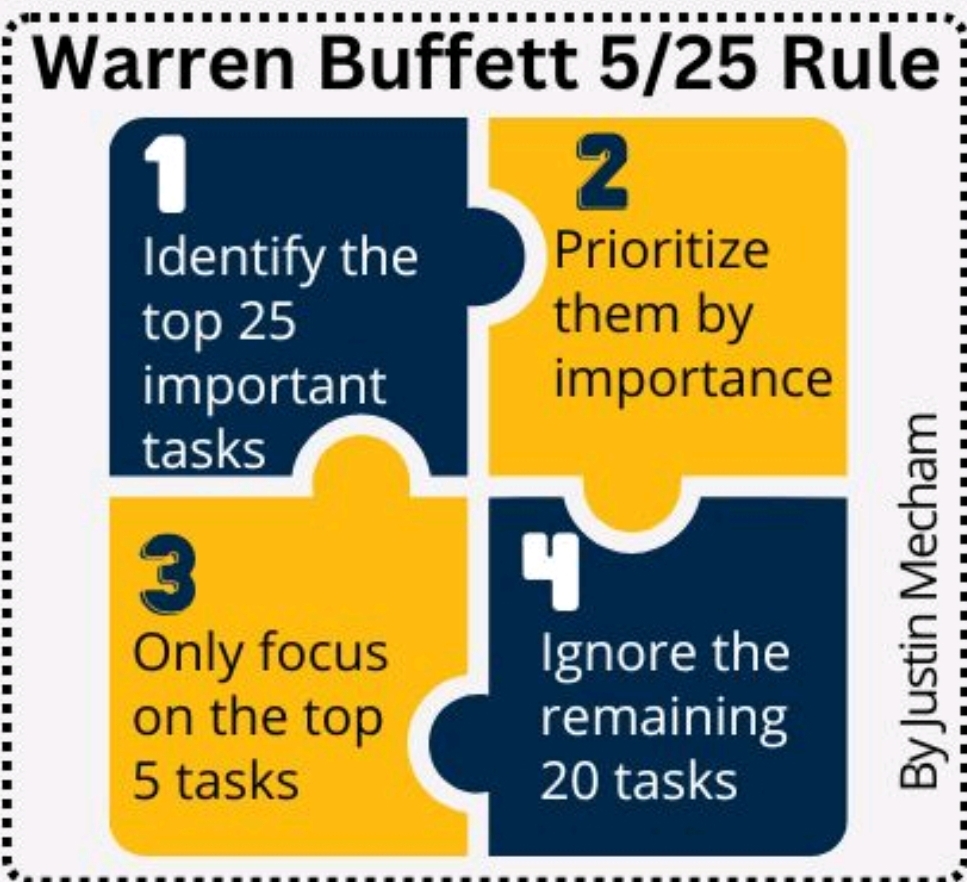 Warren Buffett 5/25 Rule
1
Identify the
top 25
important
tasks
2
Prioritize
them by
importance
3
Only focus
on the top
5 tasks
4
Ignore the
remaining
20 tasks
By Justin Mecham